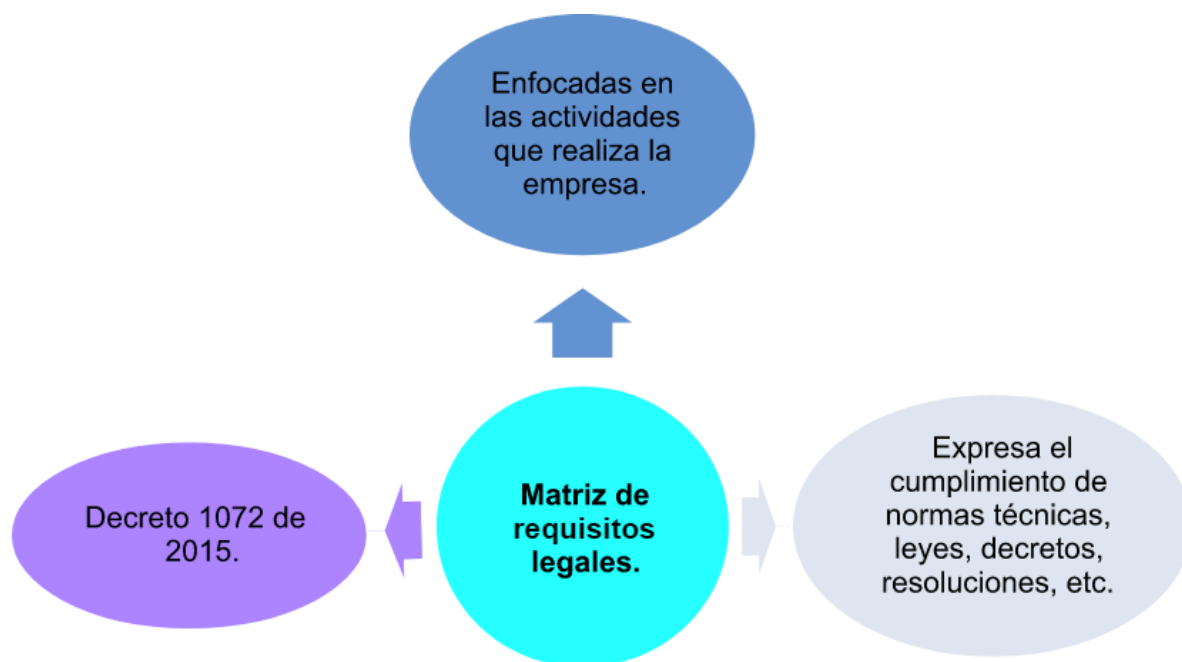 Enfocadas en
las actividades
que realiza la
empresa.
Decreto 1072 de
2015.
Matriz de
requisitos
legales.
Expresa el
cumplimiento de
normas técnicas,
leyes, decretos,
resoluciones, etc.